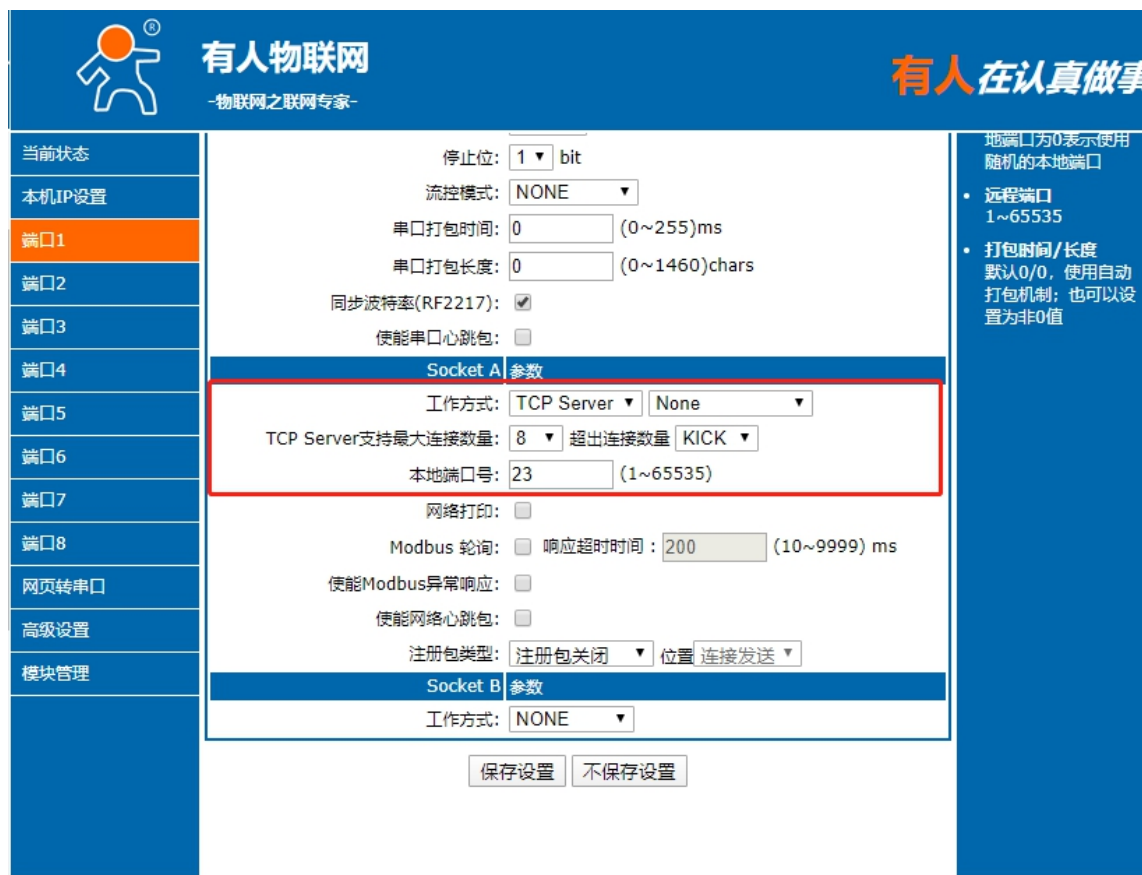 ®
有人物联网
-物联网之联网专家-
有人在认真做事
当前状态
本机IP设置
端口1
端口2
端口3
端口4
端口5
端口6
端口7
端口8
网页转串口
高级设置
模块管理
停止位: 1 bit
流控模式: NONE
串口打包时间: 0 (0~255)ms
串口打包长度: 0 (0~1460)chars
同步波特率(RF2217):
使能串口心跳包:
Socket A 参数
工作方式: TCP Server None
TCP Server支持最大连接数量: 8 超出连接数量 KICK
本地端口号: 23 (1~65535)
网络打印:
Modbus 轮询: 响应超时时间 : 200 (10~9999) ms
使能Modbus异常响应:
使能网络心跳包:
注册包类型: 注册包关闭 位置 连接发送
Socket B 参数
工作方式: NONE
保存设置 不保存设置
地端口为0表示使用
随机的本地端口
• 远程端口
1~65535
• 打包时间/长度
默认0/0，使用自动
打包机制；也可以设
置为非0值